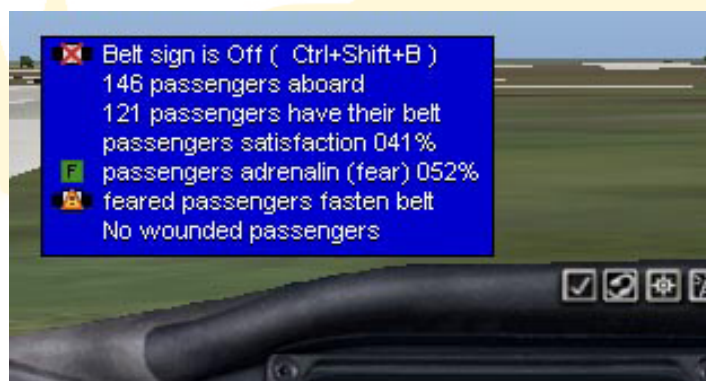 Belt sign is Off ( Ctrl+Shift+B )
146 passengers aboard
121 passengers have their belt
passengers satisfaction 041%
F passengers adrenalin (fear) 052%
feared passengers fasten belt
No wounded passengers